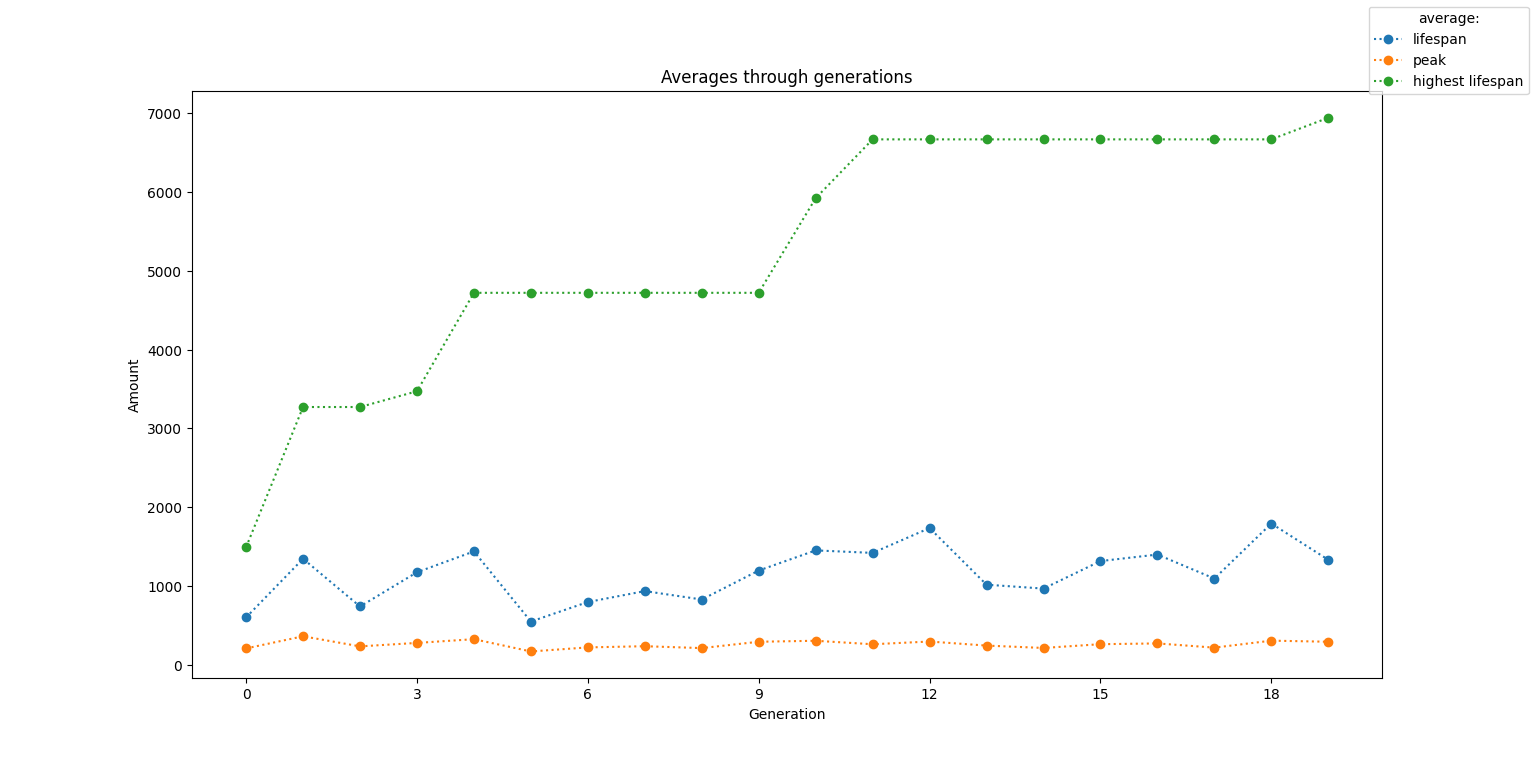 average:
lifespan
peak
highest lifespan
Averages through generations
7000
6000
5000
4000
3000
2000
1000
0
Amount
0 3 6 9 12 15 18
Generation